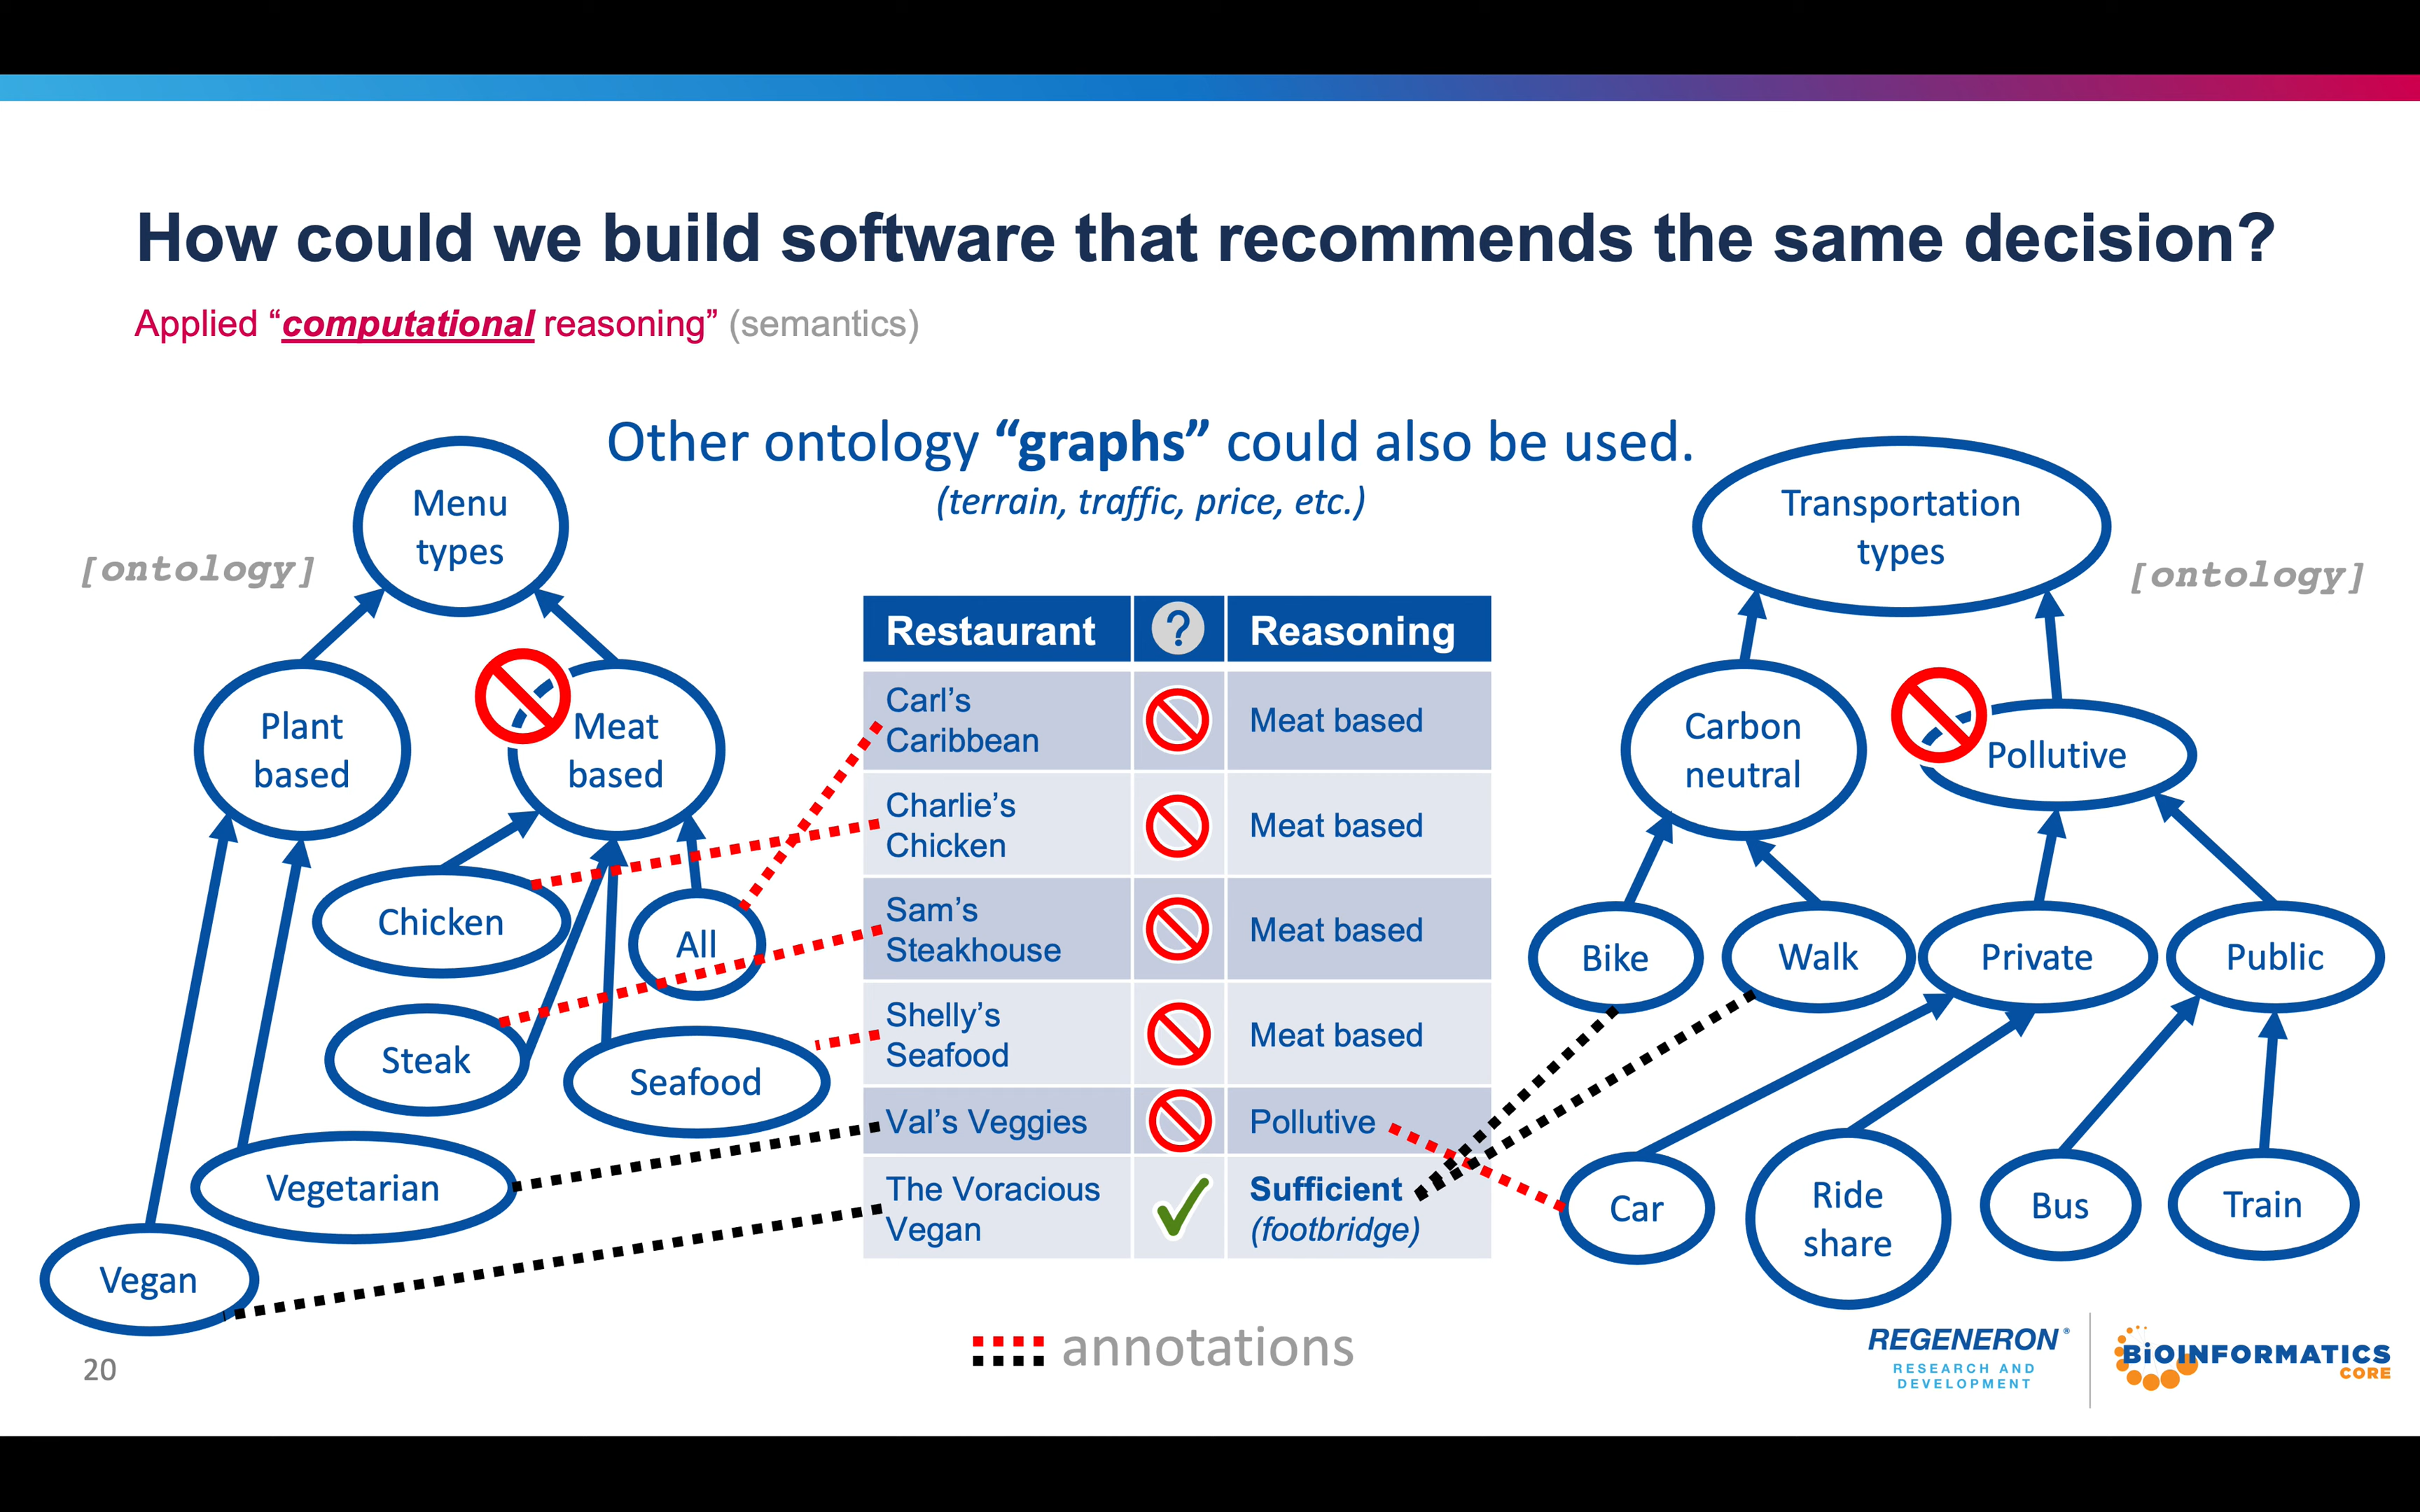 How could we build software that recommends the same decision?
Applied “computational reasoning” (semantics)
Other ontology “graphs” could also be used.
(terrain, traffic, price, etc.)
[ontology]
Menu
types
Plant
based
Meat
based
Chicken
All
Steak
Seafood
Vegetarian
Vegan
Restaurant ? Reasoning
Carl’s
Caribbean
Meat based
Charlie’s
Chicken
Meat based
Sam’s
Steakhouse
Meat based
Shelly’s
Seafood
Meat based
Val’s Veggies
Pollutive
The Voracious
Vegan
Sufficient
(footbridge)
annotations
Transportation
types
[ontology]
Carbon
neutral
Pollutive
Bike
Walk
Private
Public
Car
Ride
share
Bus
Train
20
REGENERON®
RESEARCH AND
DEVELOPMENT
BiOINFORMATICS
CORE